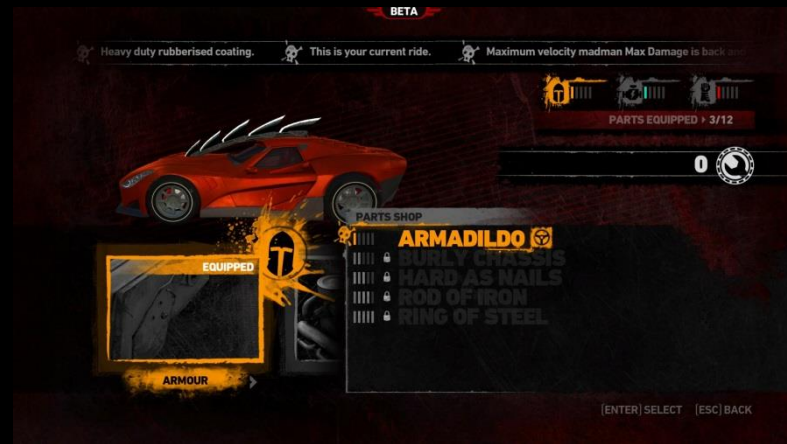 BETA
Heavy duty rubberised coating. This is your current ride. Maximum velocity madman Max Damage is back and
PARTS EQUIPPED 3/12
0
PARTS SHOP
ARMADILDO
EQUIPPED
BURLY CHASSIS
HARD AS NAILS
ROD OF IRON
RING OF STEEL
ARMOUR
[ENTER] SELECT [ESC] BACK